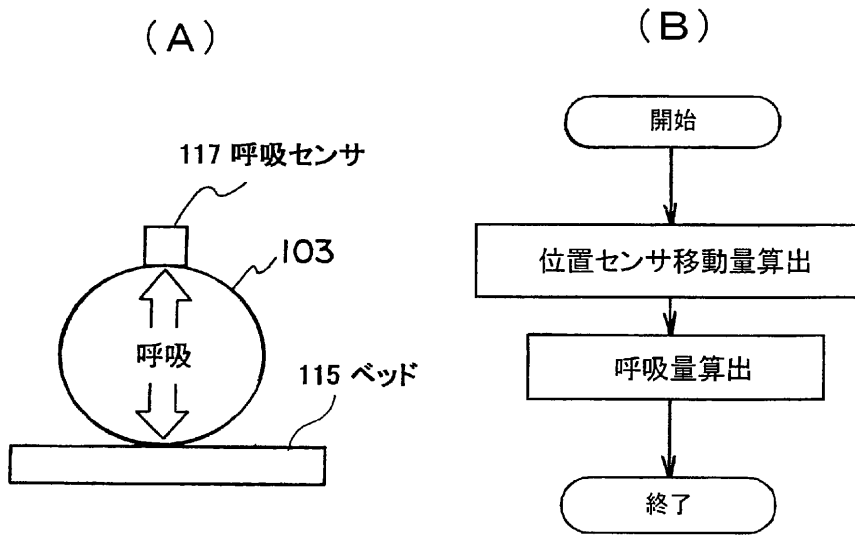 (A)
117 呼吸センサ
103
呼吸
115 ベッド
(B)
開始
位置センサ移動量算出
呼吸量算出
終了